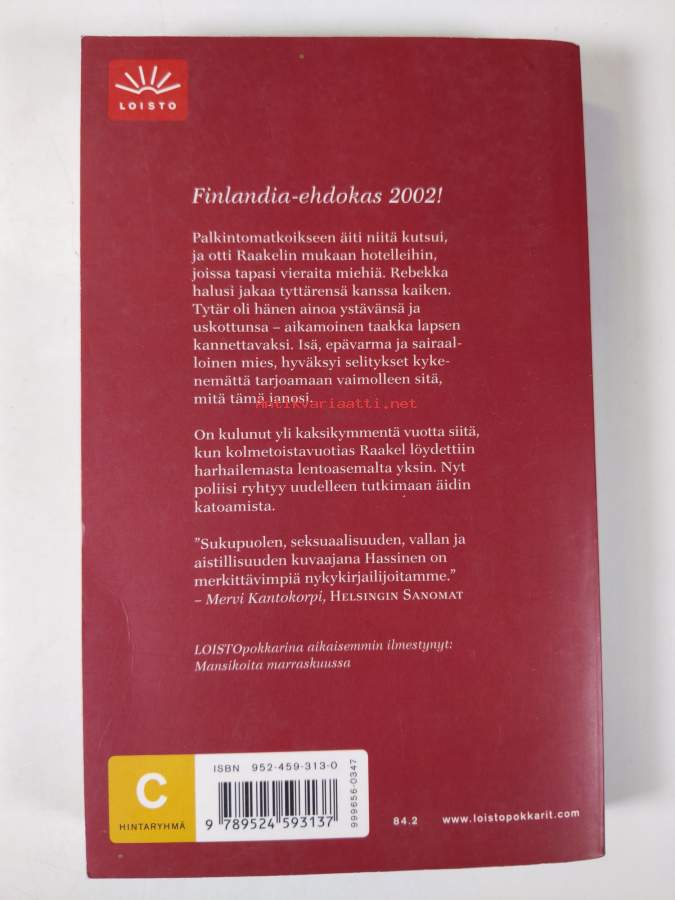 LOISTO
Finlandia-ehdokas 2002!
Palkintomatkoikseen äiti niitä kutsui,
ja otti Raakelin mukaan hotelleihin,
joissa tapasi vieraita miehiä. Rebekka
halusi jakaa tyttärensä kanssa kaiken.
Tytär oli hänen ainoa ystävänsä ja
uskottunsa – aikamoinen taakka lapsen
kannettavaksi. Isä, epävarma ja sairaal-
loinen mies, hyväksyi selitykset kyke-
nemättä tarjoamaan vaimolleen sitä,
mitä tämä janosi.
antikvariaatti.net
On kulunut yli kaksikymmentä vuotta siitä,
kun kolmetoistavuotias Raakel löydettiin
harhailemasta lentoasemalta yksin. Nyt
poliisi ryhtyy uudelleen tutkimaan äidin
katoamista.
”Sukupuolen, seksuaalisuuden, vallan ja
aistillisuuden kuvaajana Hassinen on
merkittävimpiä nykykirjailijoitamme.”
– Mervi Kantokorpi, HELSINGIN SANOMAT
LOISTOpokkarina aikaisemmin ilmestynyt:
Mansikoita marraskuussa
C
HINTARYHMÄ
ISBN 952-459-313-0
9 789524 593137
999656-0347
84.2 www.loistopokkarit.com